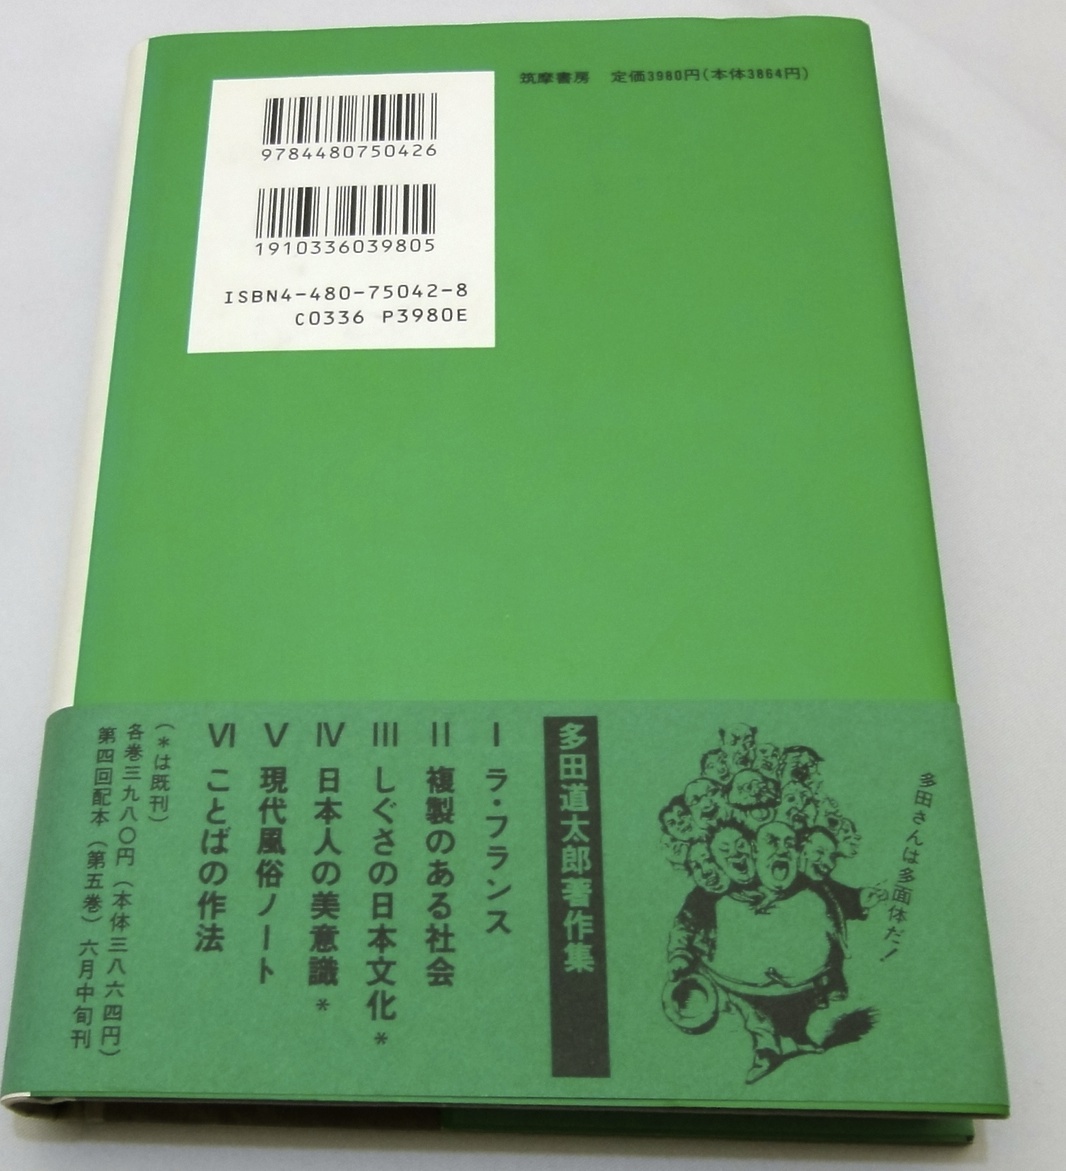 筑摩書房　定価3980円(本体3864円)
9784480750426
1910336039805
ISBN4-480-75042-8
C0336 P3980E
多田さんは多面体だ!
多田道太郎著作集
I ラ・フランス
II 複製のある社会
III しぐさの日本文化*
IV 日本人の美意識*
V 現代風俗ノート
VI ことばの作法
(*は既刊)
各巻三九八〇円(本体三八六四円)
第四回配本(第五巻)六月中旬刊